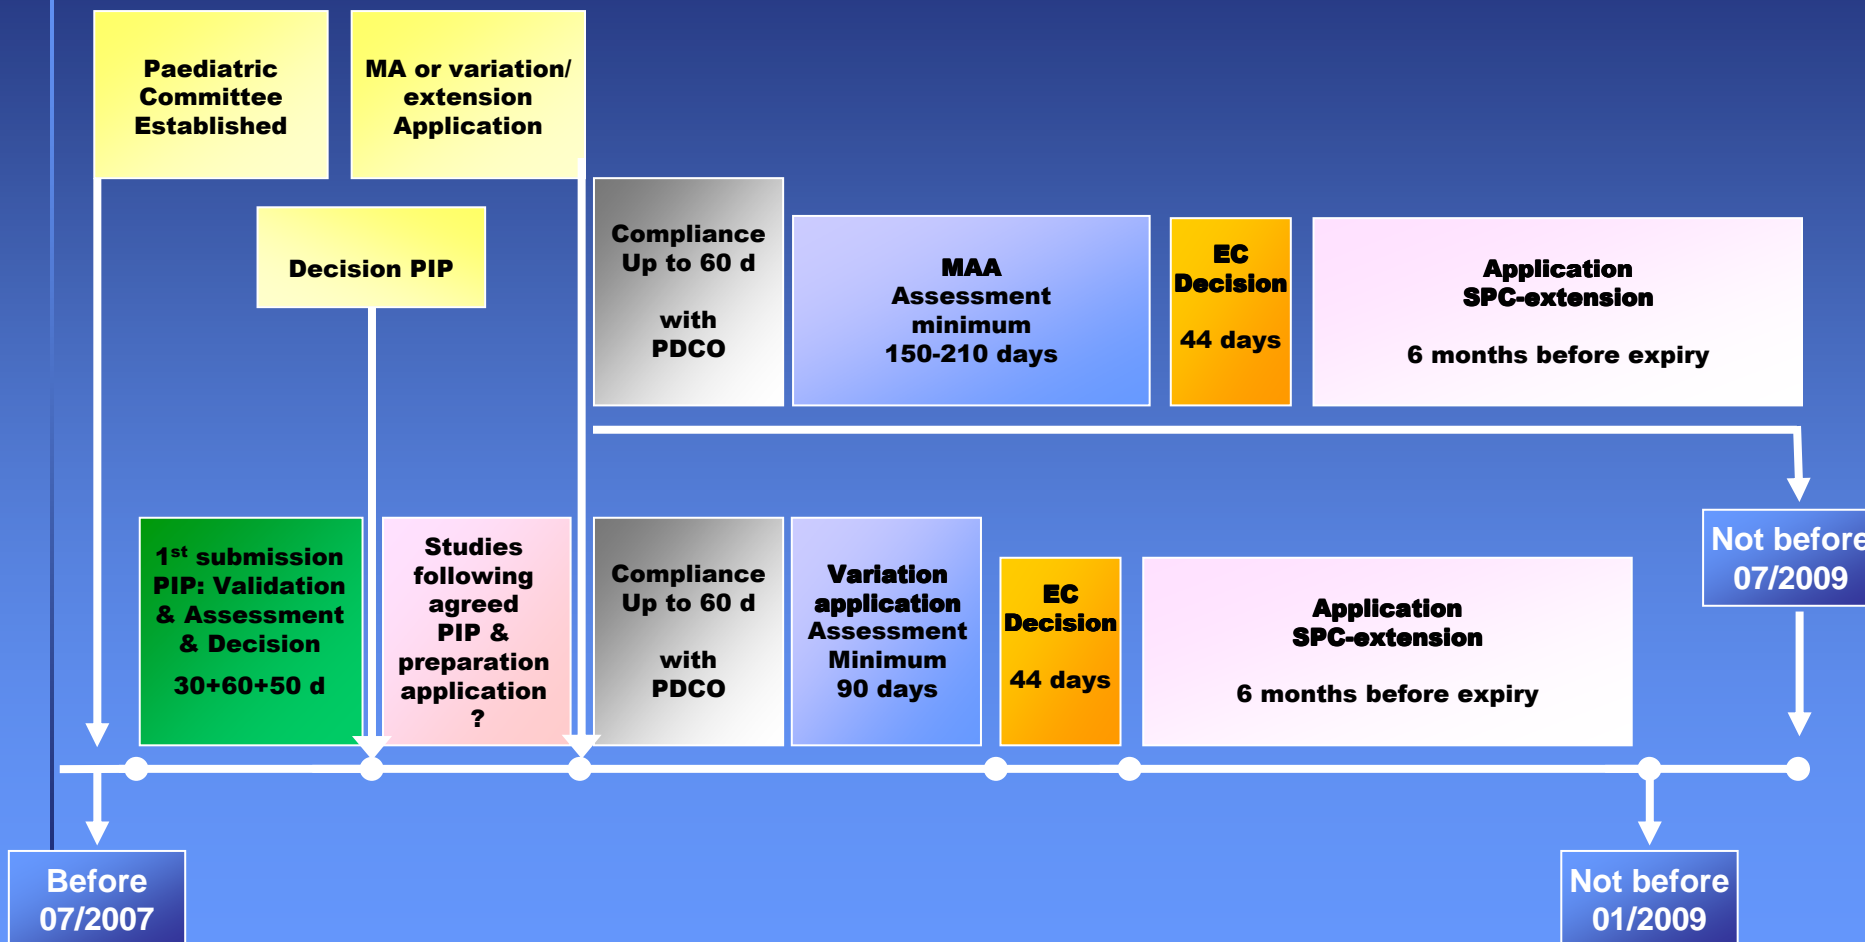 Paediatric
Committee
Established
MA or variation/
extension
Application
Decision PIP
Compliance
Up to 60 d
with
PDCO
MAA
Assessment
minimum
150-210 days
EC
Decision
44 days
Application
SPC-extension
6 months before expiry
Not before
07/2009
1st submission
PIP: Validation
& Assessment
& Decision
30+60+50 d
Studies
following
agreed
PIP &
preparation
application
?
Compliance
Up to 60 d
with
PDCO
Variation
application
Assessment
Minimum
90 days
EC
Decision
44 days
Application
SPC-extension
6 months before expiry
Before
07/2007
Not before
01/2009